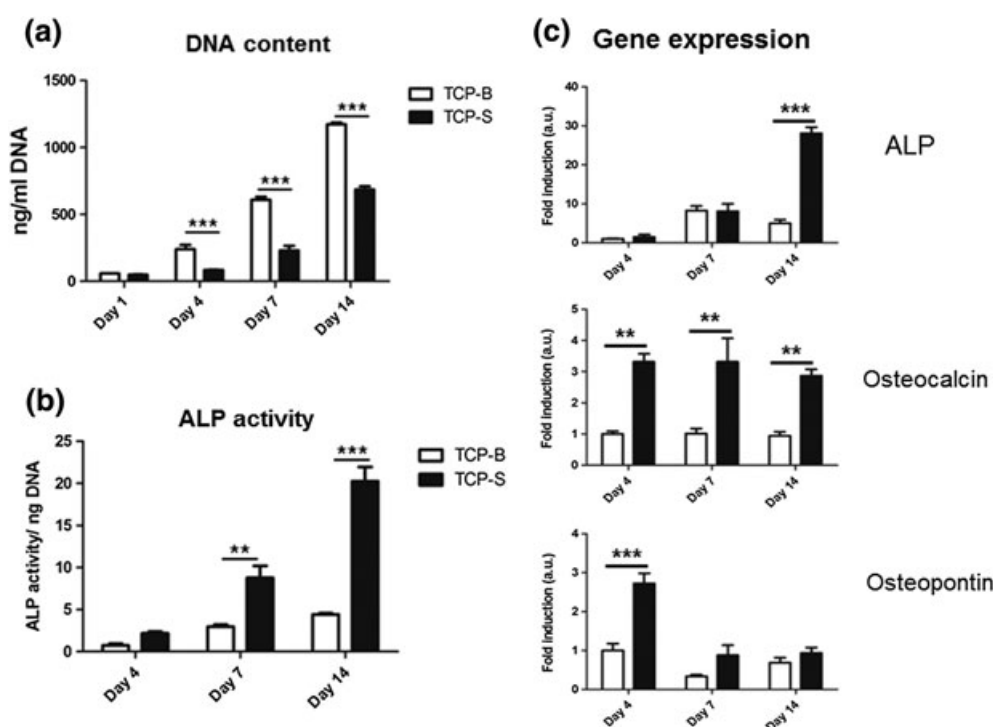 (a)
DNA content
ng/ml DNA
1500
1000
500
0
***
***
***
TCP-B
TCP-S
Day 1
Day 4
Day 7
Day 14
(b)
ALP activity
ALP activity/ ng DNA
25
20
15
10
5
0
**
***
TCP-B
TCP-S
Day 4
Day 7
Day 14
(c)
Gene expression
Fold Induction (a.u.)
40
30
20
10
0
***
Day 4
Day 7
Day 14
ALP
Fold Induction (a.u.)
5
4
3
2
1
0
**
**
**
Day 4
Day 7
Day 14
Osteocalcin
Fold Induction (a.u.)
4
3
2
1
0
***
Day 4
Day 7
Day 14
Osteopontin